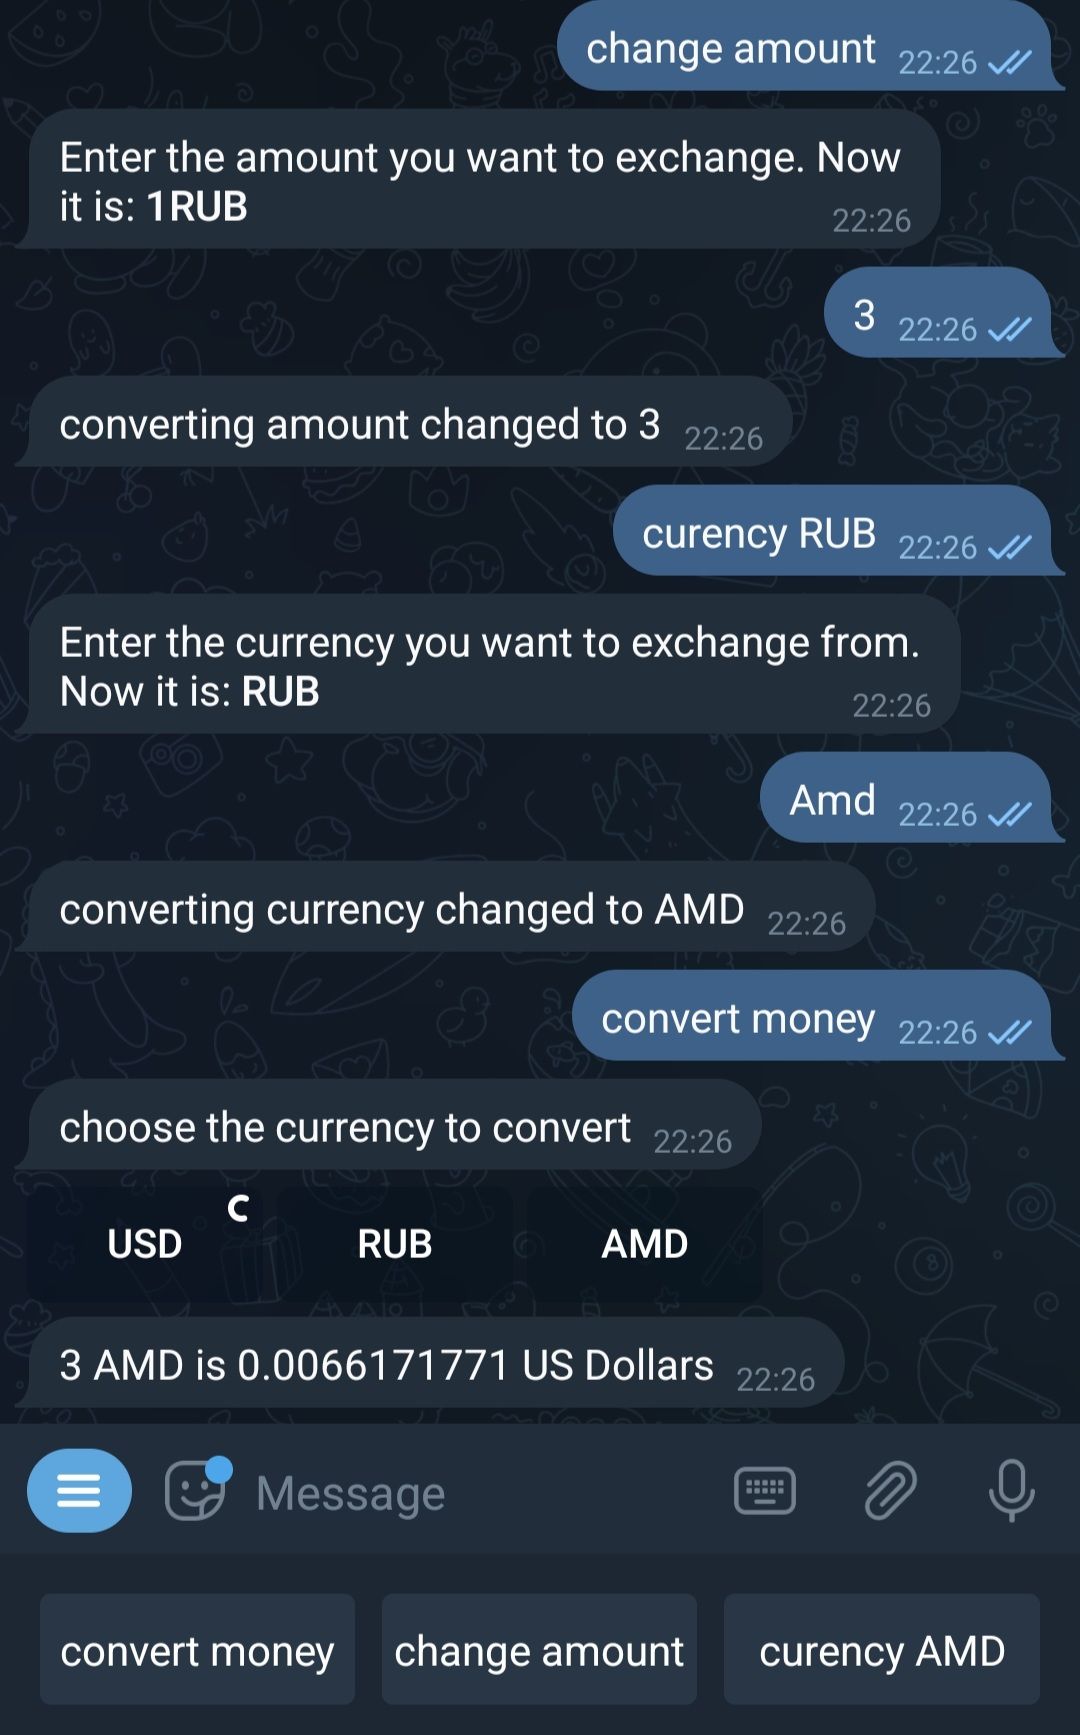 change amount 22:26
Enter the amount you want to exchange. Now
it is: 1RUB
22:26
3 22:26
converting amount changed to 3 22:26
curency RUB 22:26
Enter the currency you want to exchange from.
Now it is: RUB
22:26
Amd 22:26
converting currency changed to AMD 22:26
convert money 22:26
choose the currency to convert 22:26
USD RUB AMD
3 AMD is 0.0066171771 US Dollars 22:26
Message
convert money change amount curency AMD